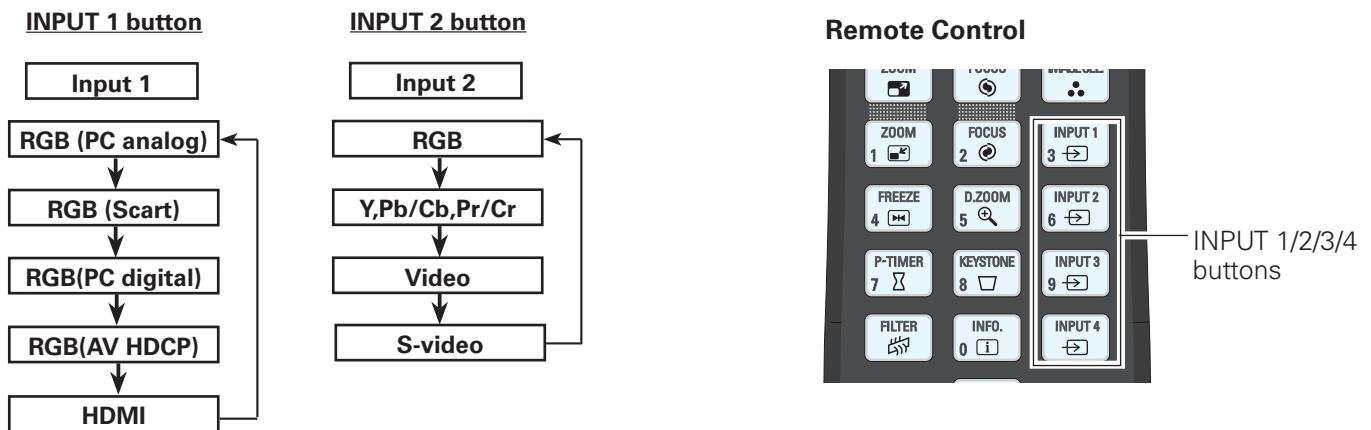 INPUT 1 button
Input 1
RGB (PC analog)
RGB (Scart)
RGB(PC digital)
RGB(AV HDCP)
HDMI
INPUT 2 button
Input 2
RGB
Y,Pb/Cb,Pr/Cr
Video
S-video
Remote Control
ZOOM FOCUS
ZOOM FOCUS INPUT 1
1 2 3
FREEZE D.ZOOM INPUT 2
4 5 6
P-TIMER KEYSTONE INPUT 3
7 8 9
FILTER INFO. INPUT 4
0 i
INPUT 1/2/3/4
buttons